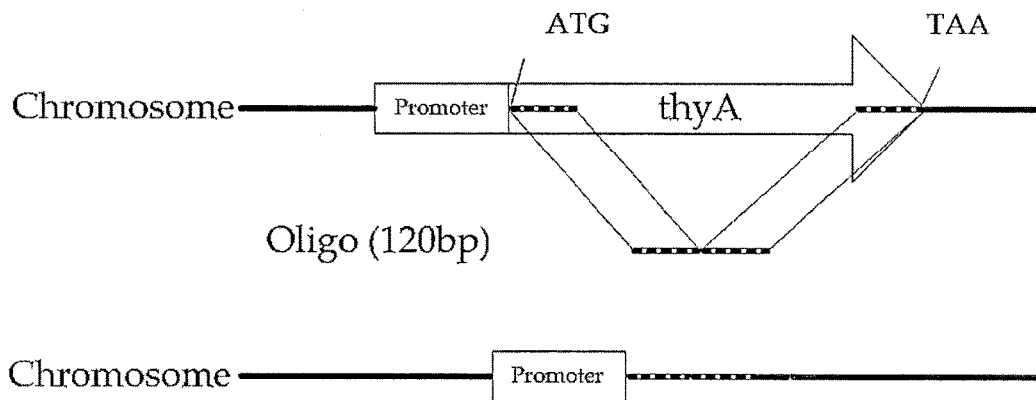 ATG
TAA
Chromosome
Promoter
thyA
Oligo (120bp)
Chromosome
Promoter